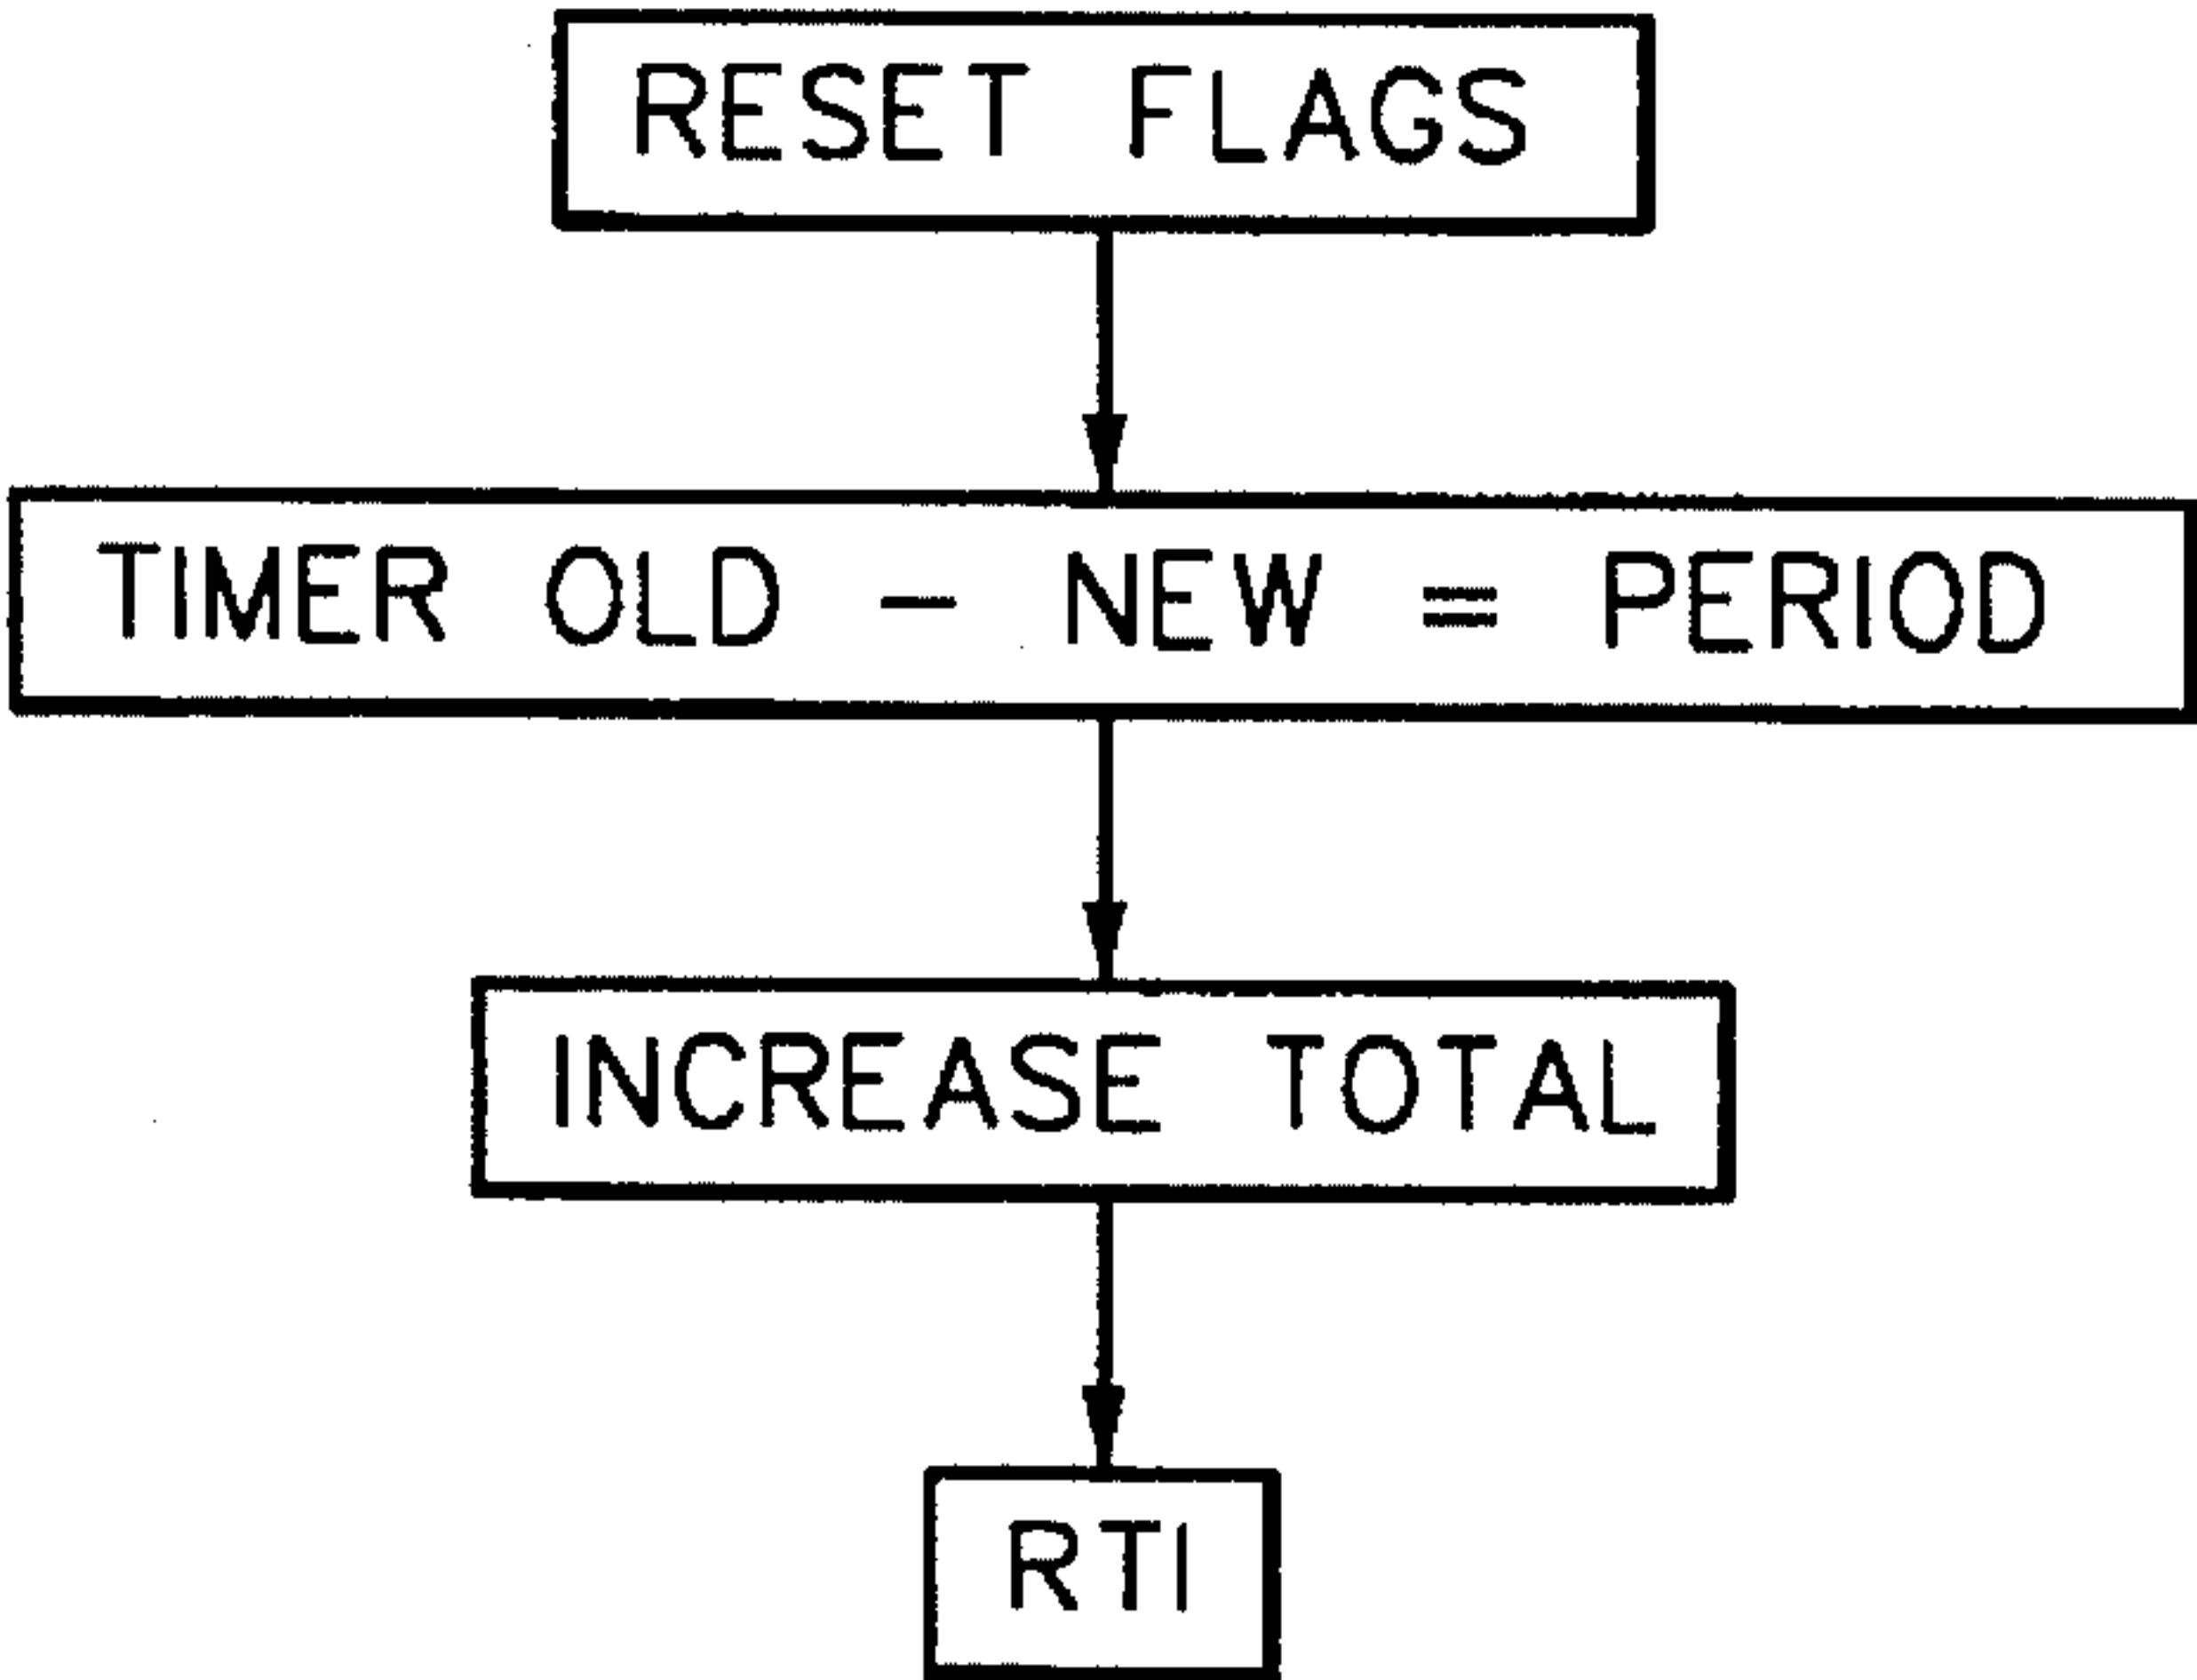 RESET FLAGS
TIMER OLD - NEW = PERIOD
INCREASE TOTAL
RTI